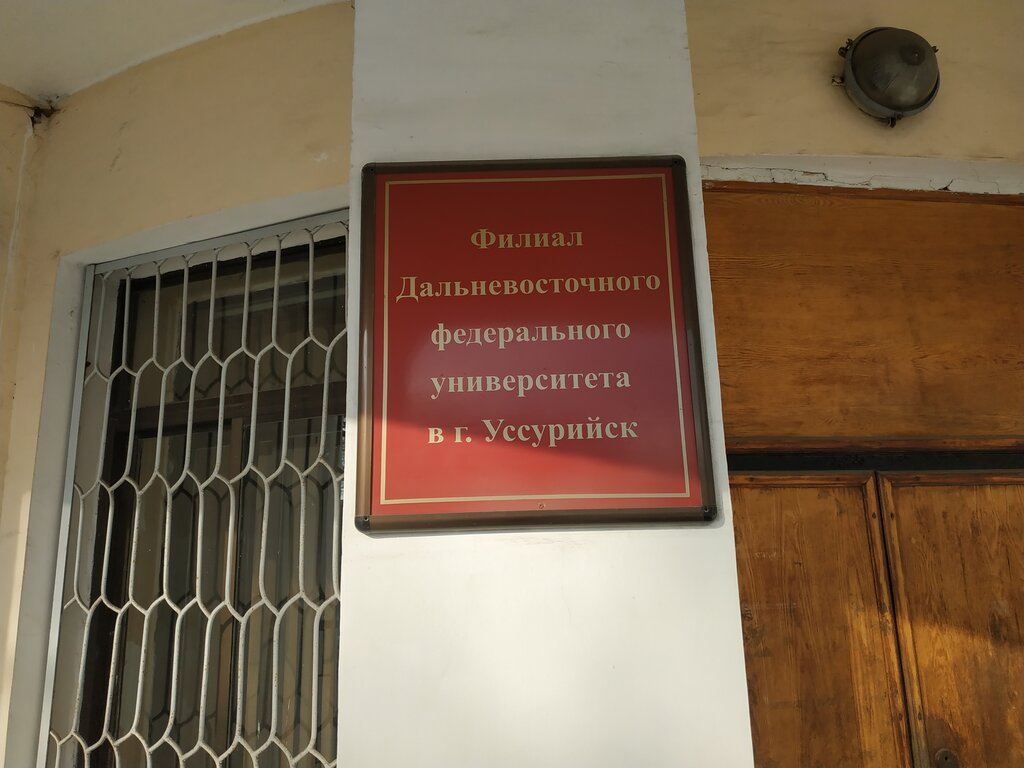 Филиал
Дальневосточного
федерального
университета
в г. Уссурийск